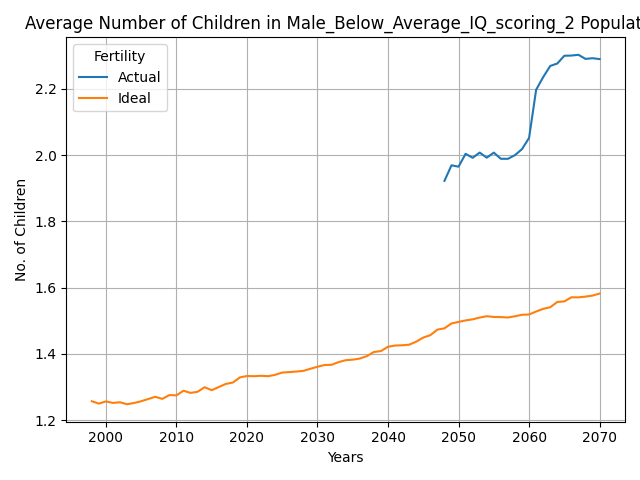 Average Number of Children in Male_Below_Average_IQ_scoring_2 Populat
Fertility
Actual
Ideal
No. of Children
2.2
2.0
1.8
1.6
1.4
1.2
2000 2010 2020 2030 2040 2050 2060 2070
Years